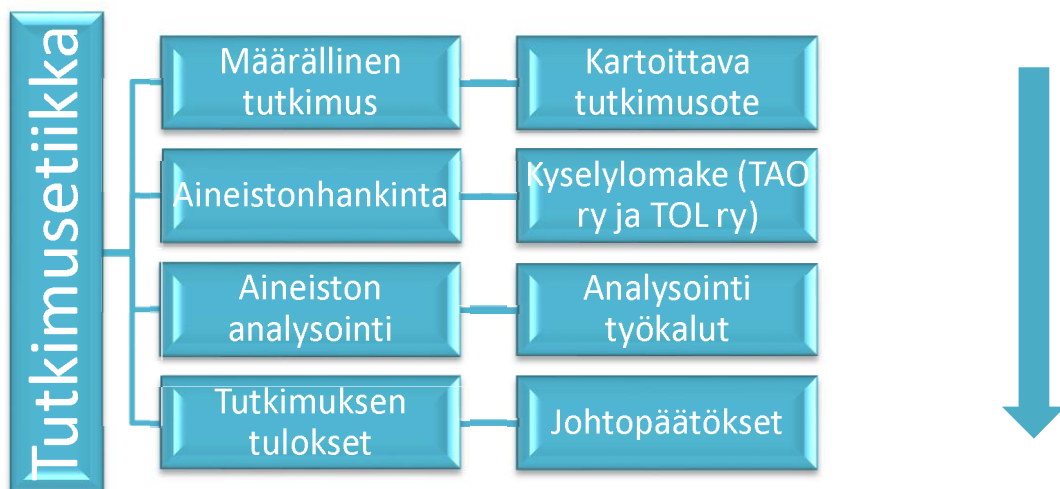 Tutkimusetiikka
Määrällinen
tutkimus
Kartoittava
tutkimusote
Aineistonhankinta
Kyselylomake (TAO
ry ja TOL ry)
Aineiston
analysointi
Analysointi
työkalut
Tutkimuksen
tulokset
Johtopäätökset